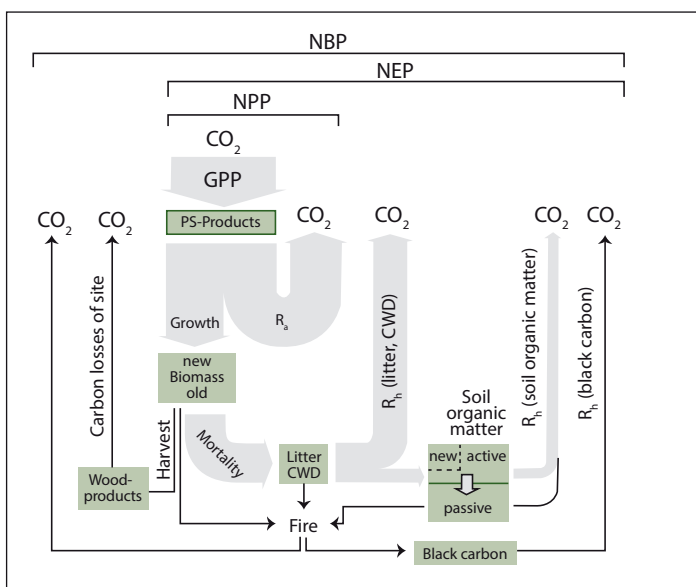 NBP
NEP
NPP
CO₂
GPP
CO₂
CO₂
PS-Products
CO₂
CO₂
CO₂
CO₂
Growth
Rₐ
new
Biomass
old
Carbon losses of site
Harvest
Mortality
Rₕ (litter, CWD)
Rₕ (soil organic matter)
Rₕ (black carbon)
Soil
organic
matter
Litter
CWD
new
active
passive
Wood-
products
Fire
Black carbon